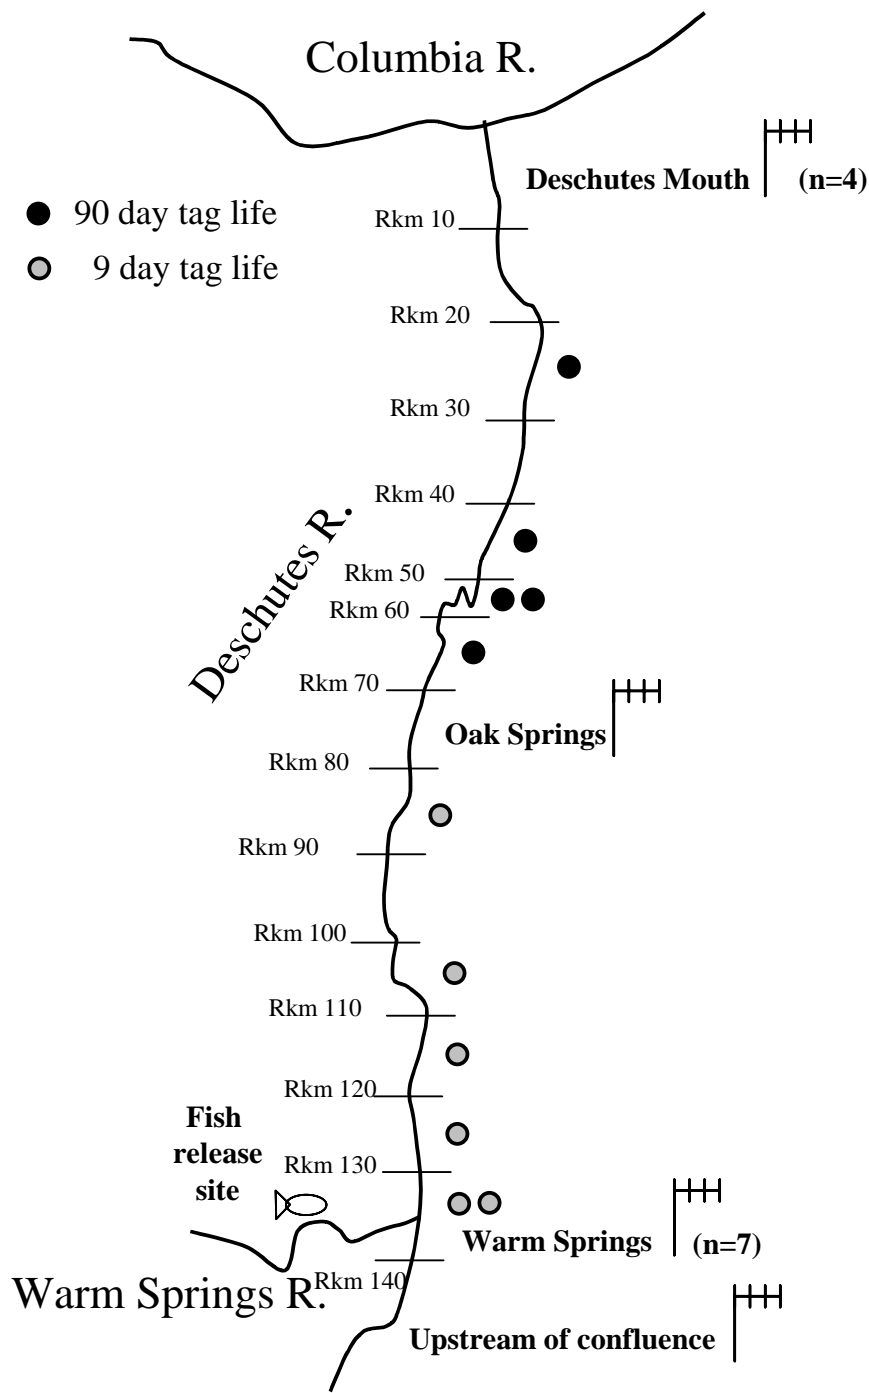 Columbia R.
Deschutes Mouth (n=4)
90 day tag life
9 day tag life
Rkm 10
Rkm 20
Rkm 30
Rkm 40
Deschutes R.
Rkm 50
Rkm 60
Rkm 70
Oak Springs
Rkm 80
Rkm 90
Rkm 100
Rkm 110
Rkm 120
Fish
release
site
Rkm 130
Warm Springs (n=7)
Warm Springs R.
Rkm 140
Upstream of confluence